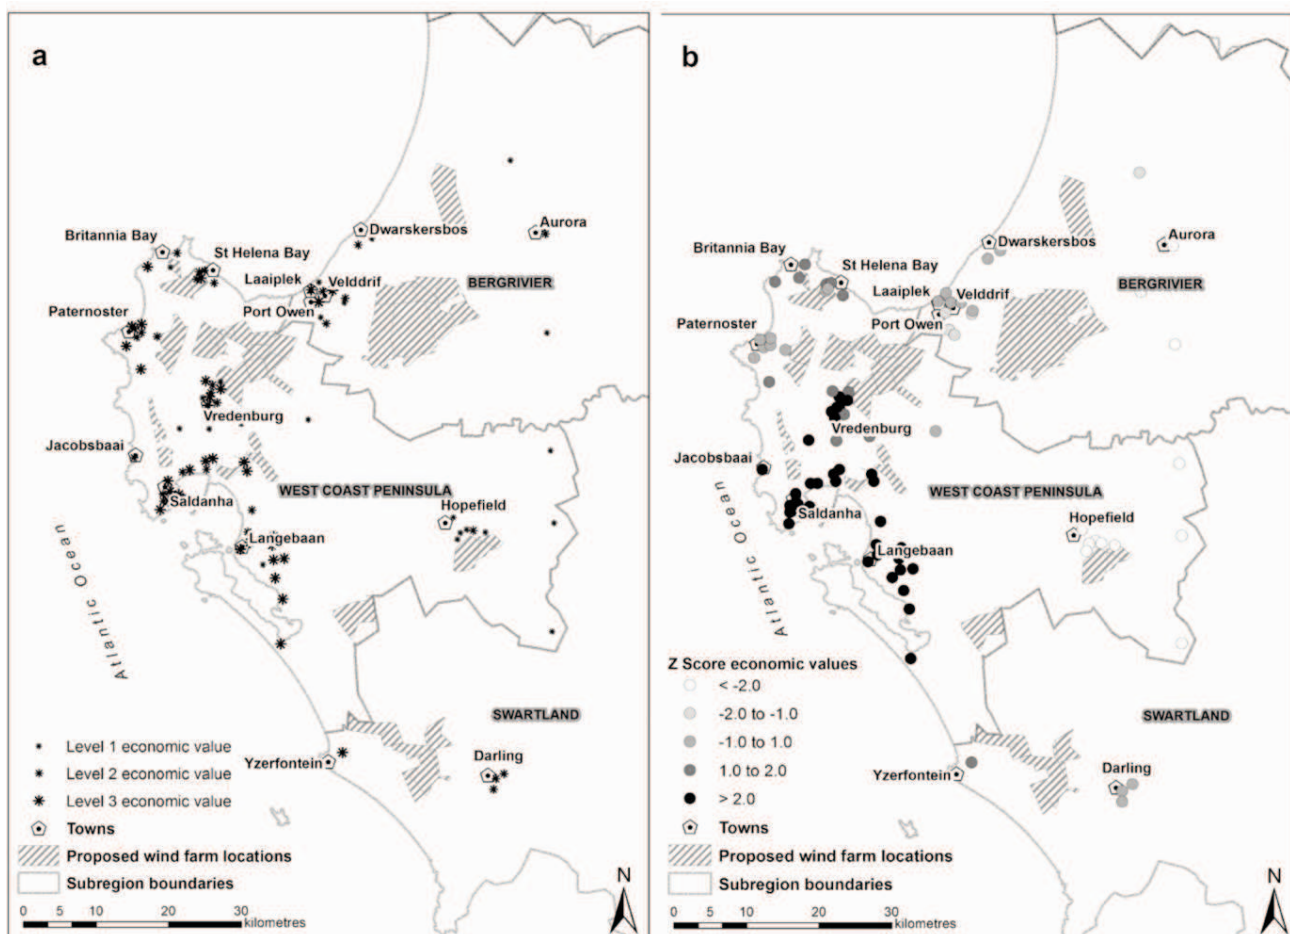 a
Britannia Bay
St Helena Bay
Dwarskersbos
Aurora
Laaiplek
Velddrif
BERGRIVIER
Paternoster
Port Owen
Vredenburg
Jacobsbaai
WEST COAST PENINSULA
Saldanha
Hopefield
Langebaan
Atlantic Ocean
SWARTLAND
Yzerfontein
Darling
Level 1 economic value
Level 2 economic value
Level 3 economic value
Towns
Proposed wind farm locations
Subregion boundaries
N
0 5 10 20 30
kilometres
b
Britannia Bay
Dwarskersbos
Aurora
St Helena Bay
Laaiplek
Velddrif
BERGRIVIER
Paternoster
Port Owen
Vredenburg
Jacobsbaai
WEST COAST PENINSULA
Saldanha
Hopefield
Langebaan
Atlantic Ocean
Z Score economic values
< -2.0
-2.0 to -1.0
-1.0 to 1.0
1.0 to 2.0
> 2.0
SWARTLAND
Yzerfontein
Darling
Towns
Proposed wind farm locations
Subregion boundaries
N
0 5 10 20 30
kilometres